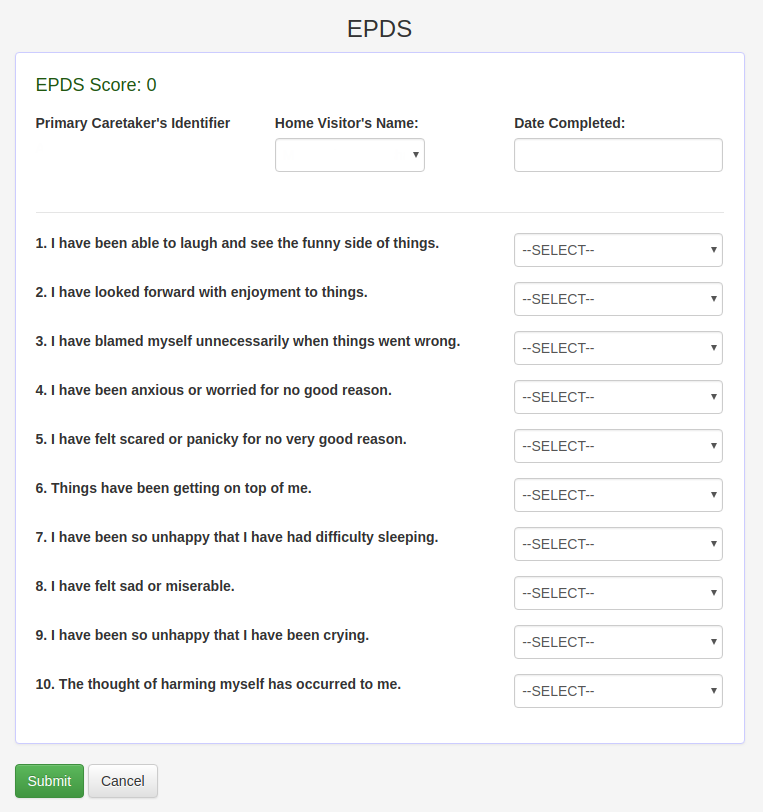 EPDS
EPDS Score: 0
Primary Caretaker's Identifier
Home Visitor's Name:
Date Completed:
1. I have been able to laugh and see the funny side of things.
--SELECT--
2. I have looked forward with enjoyment to things.
--SELECT--
3. I have blamed myself unnecessarily when things went wrong.
--SELECT--
4. I have been anxious or worried for no good reason.
--SELECT--
5. I have felt scared or panicky for no very good reason.
--SELECT--
6. Things have been getting on top of me.
--SELECT--
7. I have been so unhappy that I have had difficulty sleeping.
--SELECT--
8. I have felt sad or miserable.
--SELECT--
9. I have been so unhappy that I have been crying.
--SELECT--
10. The thought of harming myself has occurred to me.
--SELECT--
Submit
Cancel